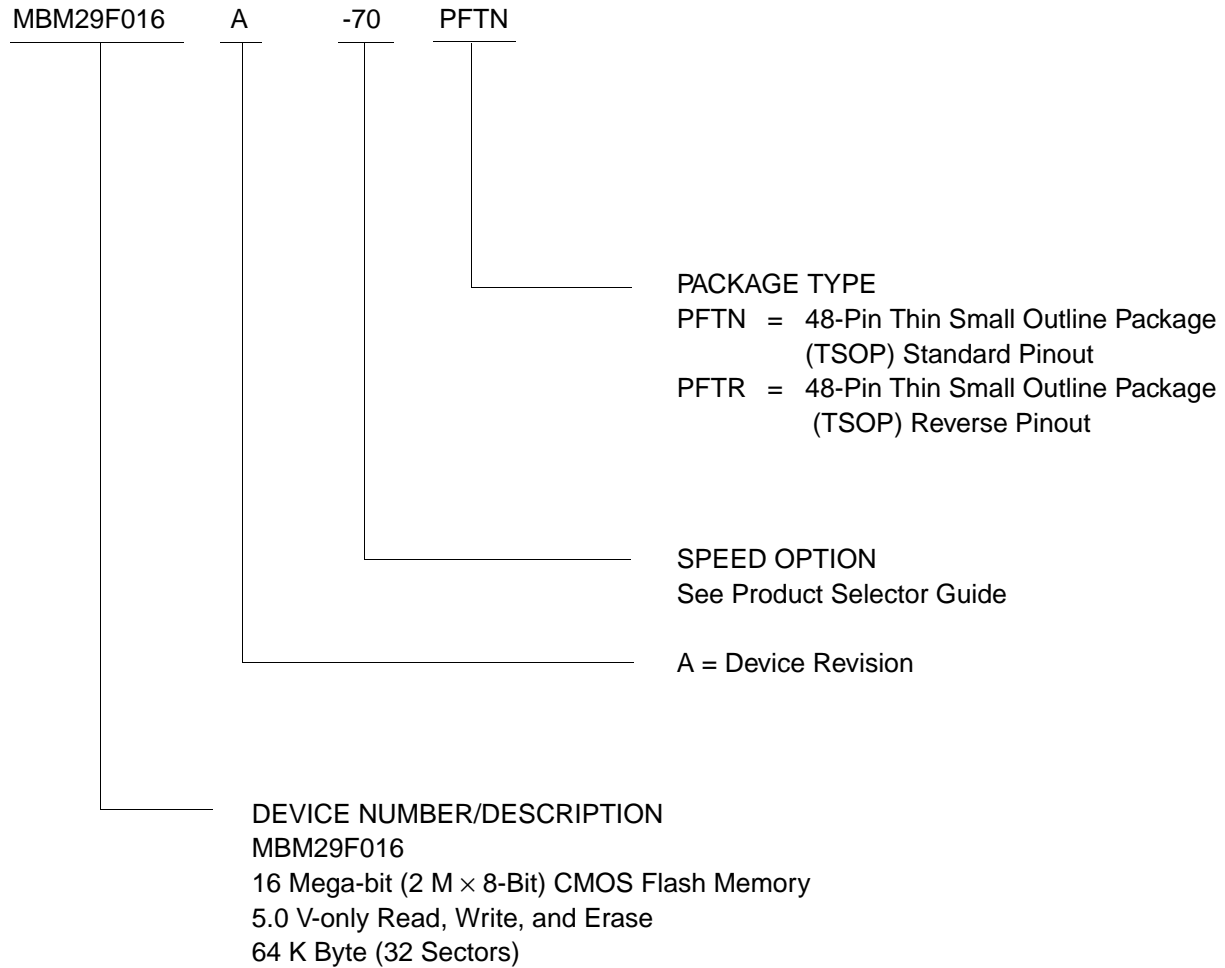 MBM29F016 A -70 PFTN
PACKAGE TYPE
PFTN = 48-Pin Thin Small Outline Package
(TSOP) Standard Pinout
PFTR = 48-Pin Thin Small Outline Package
(TSOP) Reverse Pinout
SPEED OPTION
See Product Selector Guide
A = Device Revision
DEVICE NUMBER/DESCRIPTION
MBM29F016
16 Mega-bit (2 M × 8-Bit) CMOS Flash Memory
5.0 V-only Read, Write, and Erase
64 K Byte (32 Sectors)